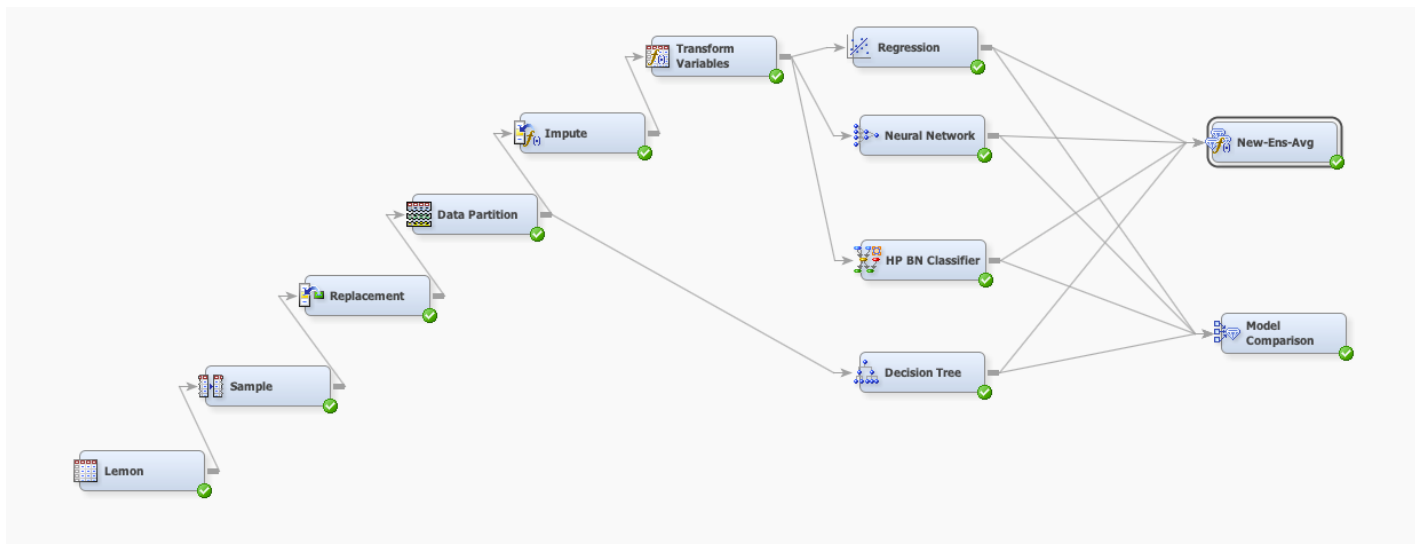 Transform
Variables
Regression
Impute
Neural Network
New-Ens-Avg
Data Partition
HP BN Classifier
Replacement
Model
Comparison
Sample
Decision Tree
Lemon